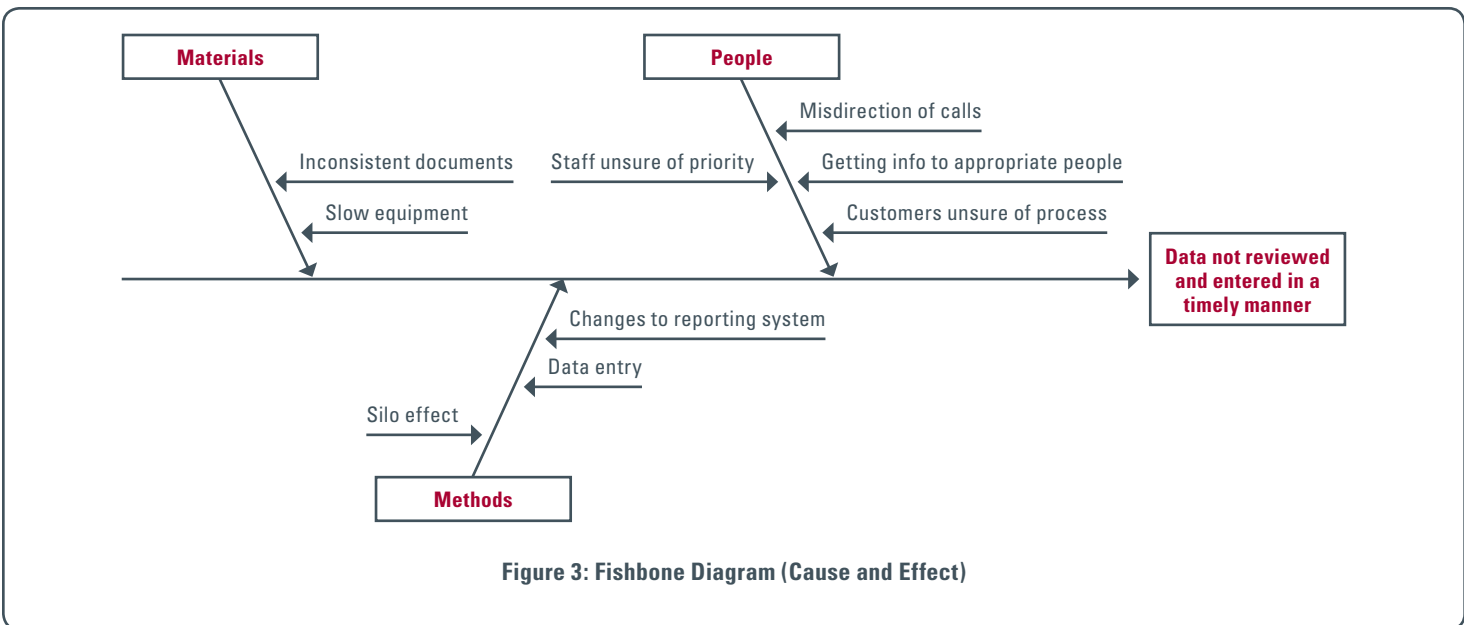 Materials
People
Misdirection of calls
Inconsistent documents
Staff unsure of priority
Getting info to appropriate people
Slow equipment
Customers unsure of process
Data not reviewed
and entered in a
timely manner
Changes to reporting system
Data entry
Silo effect
Methods
Figure 3: Fishbone Diagram (Cause and Effect)